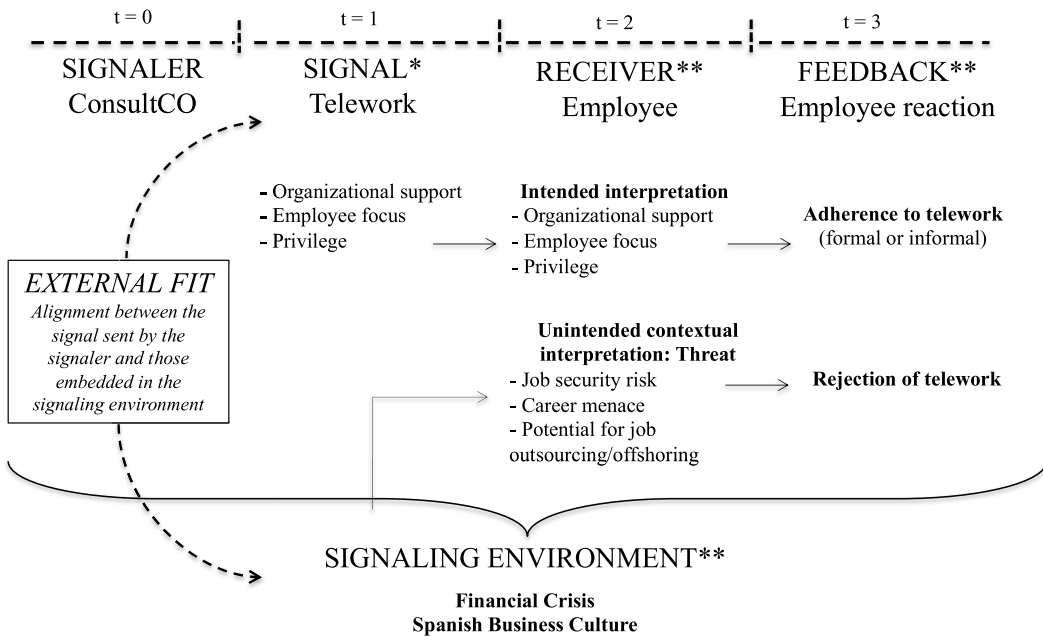 t = 0
t = 1
t = 2
t = 3
SIGNALER
ConsultCO
SIGNAL*
Telework
RECEIVER**
Employee
FEEDBACK**
Employee reaction
- Organizational support
- Employee focus
- Privilege
Intended interpretation
- Organizational support
- Employee focus
- Privilege
Adherence to telework
(formal or informal)
EXTERNAL FIT
Alignment between the
signal sent by the
signaler and those
embedded in the
signaling environment
Unintended contextual
interpretation: Threat
- Job security risk
- Career menace
- Potential for job
outsourcing/offshoring
Rejection of telework
SIGNALING ENVIRONMENT**
Financial Crisis
Spanish Business Culture